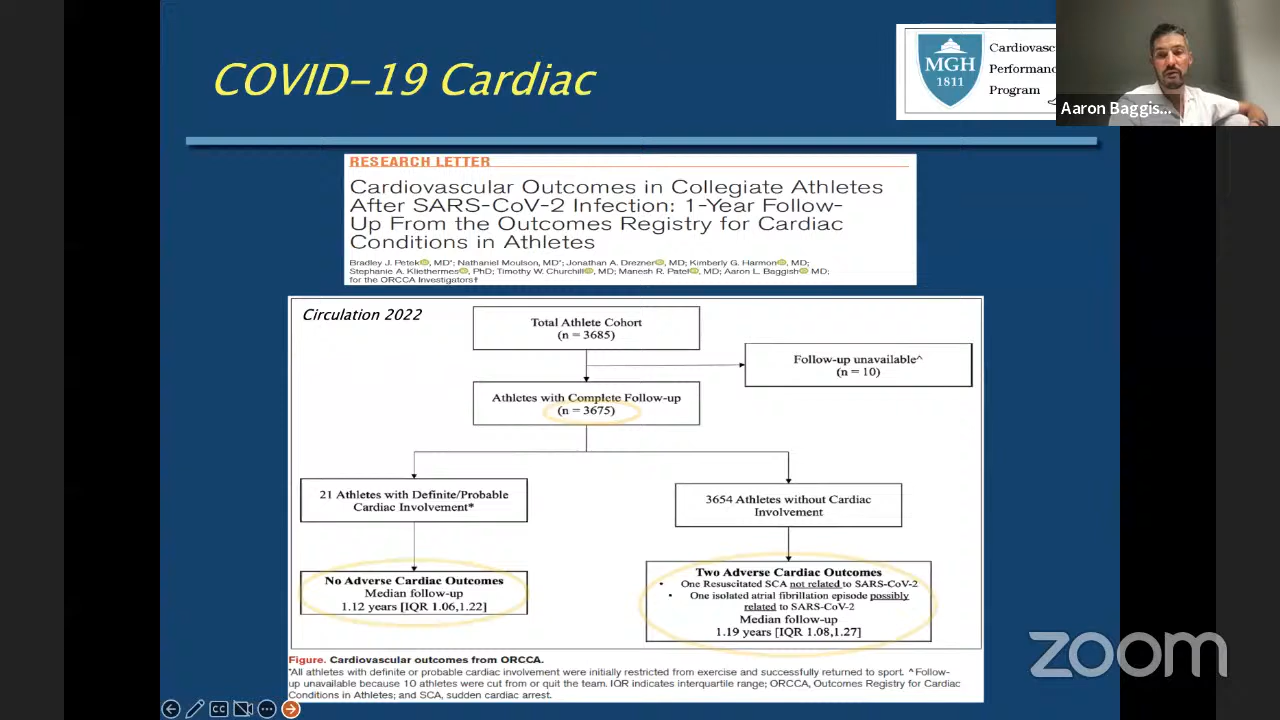 COVID-19 Cardiac
MGH
1811
Cardiovasc
Performanc
Program
Aaron Baggis...
RESEARCH LETTER
Cardiovascular Outcomes in Collegiate Athletes
After SARS-CoV-2 Infection: 1-Year Follow-
Up From the Outcomes Registry for Cardiac
Conditions in Athletes
Bradley J. Petek, MD*; Nathaniel Moulson, MD*; Jonathan A. Drezner, MD; Kimberly G. Harmon, MD;
Stephanie A. Kliethermes, PhD; Timothy W. Churchill, MD; Manesh R. Patel, MD; Aaron L. Baggish, MD;
for the ORCCA Investigators†
Circulation 2022
Total Athlete Cohort
(n = 3685)
Follow-up unavailable^
(n = 10)
Athletes with Complete Follow-up
(n = 3675)
21 Athletes with Definite/Probable
Cardiac Involvement*
3654 Athletes without Cardiac
Involvement
No Adverse Cardiac Outcomes
Median follow-up
1.12 years [IQR 1.06,1.22]
Two Adverse Cardiac Outcomes
• One Resuscitated SCA not related to SARS-CoV-2
• One isolated atrial fibrillation episode possibly
related to SARS-CoV-2
Median follow-up
1.19 years [IQR 1.08,1.27]
Figure. Cardiovascular outcomes from ORCCA.
*All athletes with definite or probable cardiac involvement were initially restricted from exercise and successfully returned to sport. ^Follow-
up unavailable because 10 athletes were cut from or quit the team. IQR indicates interquartile range; ORCCA, Outcomes Registry for Cardiac
Conditions in Athletes; and SCA, sudden cardiac arrest.
CC
zoom